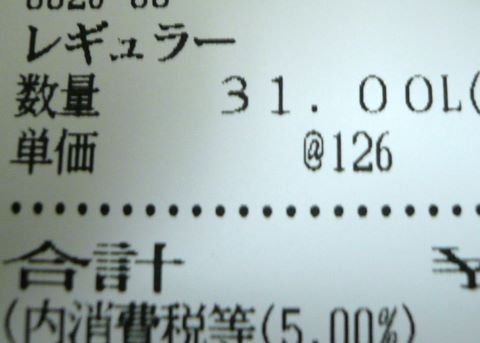 レギュラー
数量 31.00L(
単価 @126
合計 ¥
(内消費税等(5.00%)